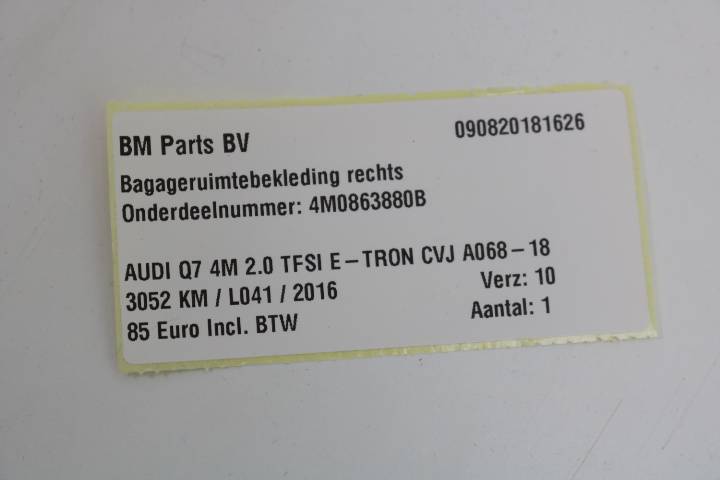 BM Parts BV 090820181626
Bagageruimtebekleding rechts
Onderdeelnummer: 4M0863880B
AUDI Q7 4M 2.0 TFSI E-TRON CVJ A068-18
3052 KM / L041 / 2016 Verz: 10
85 Euro Incl. BTW Aantal: 1